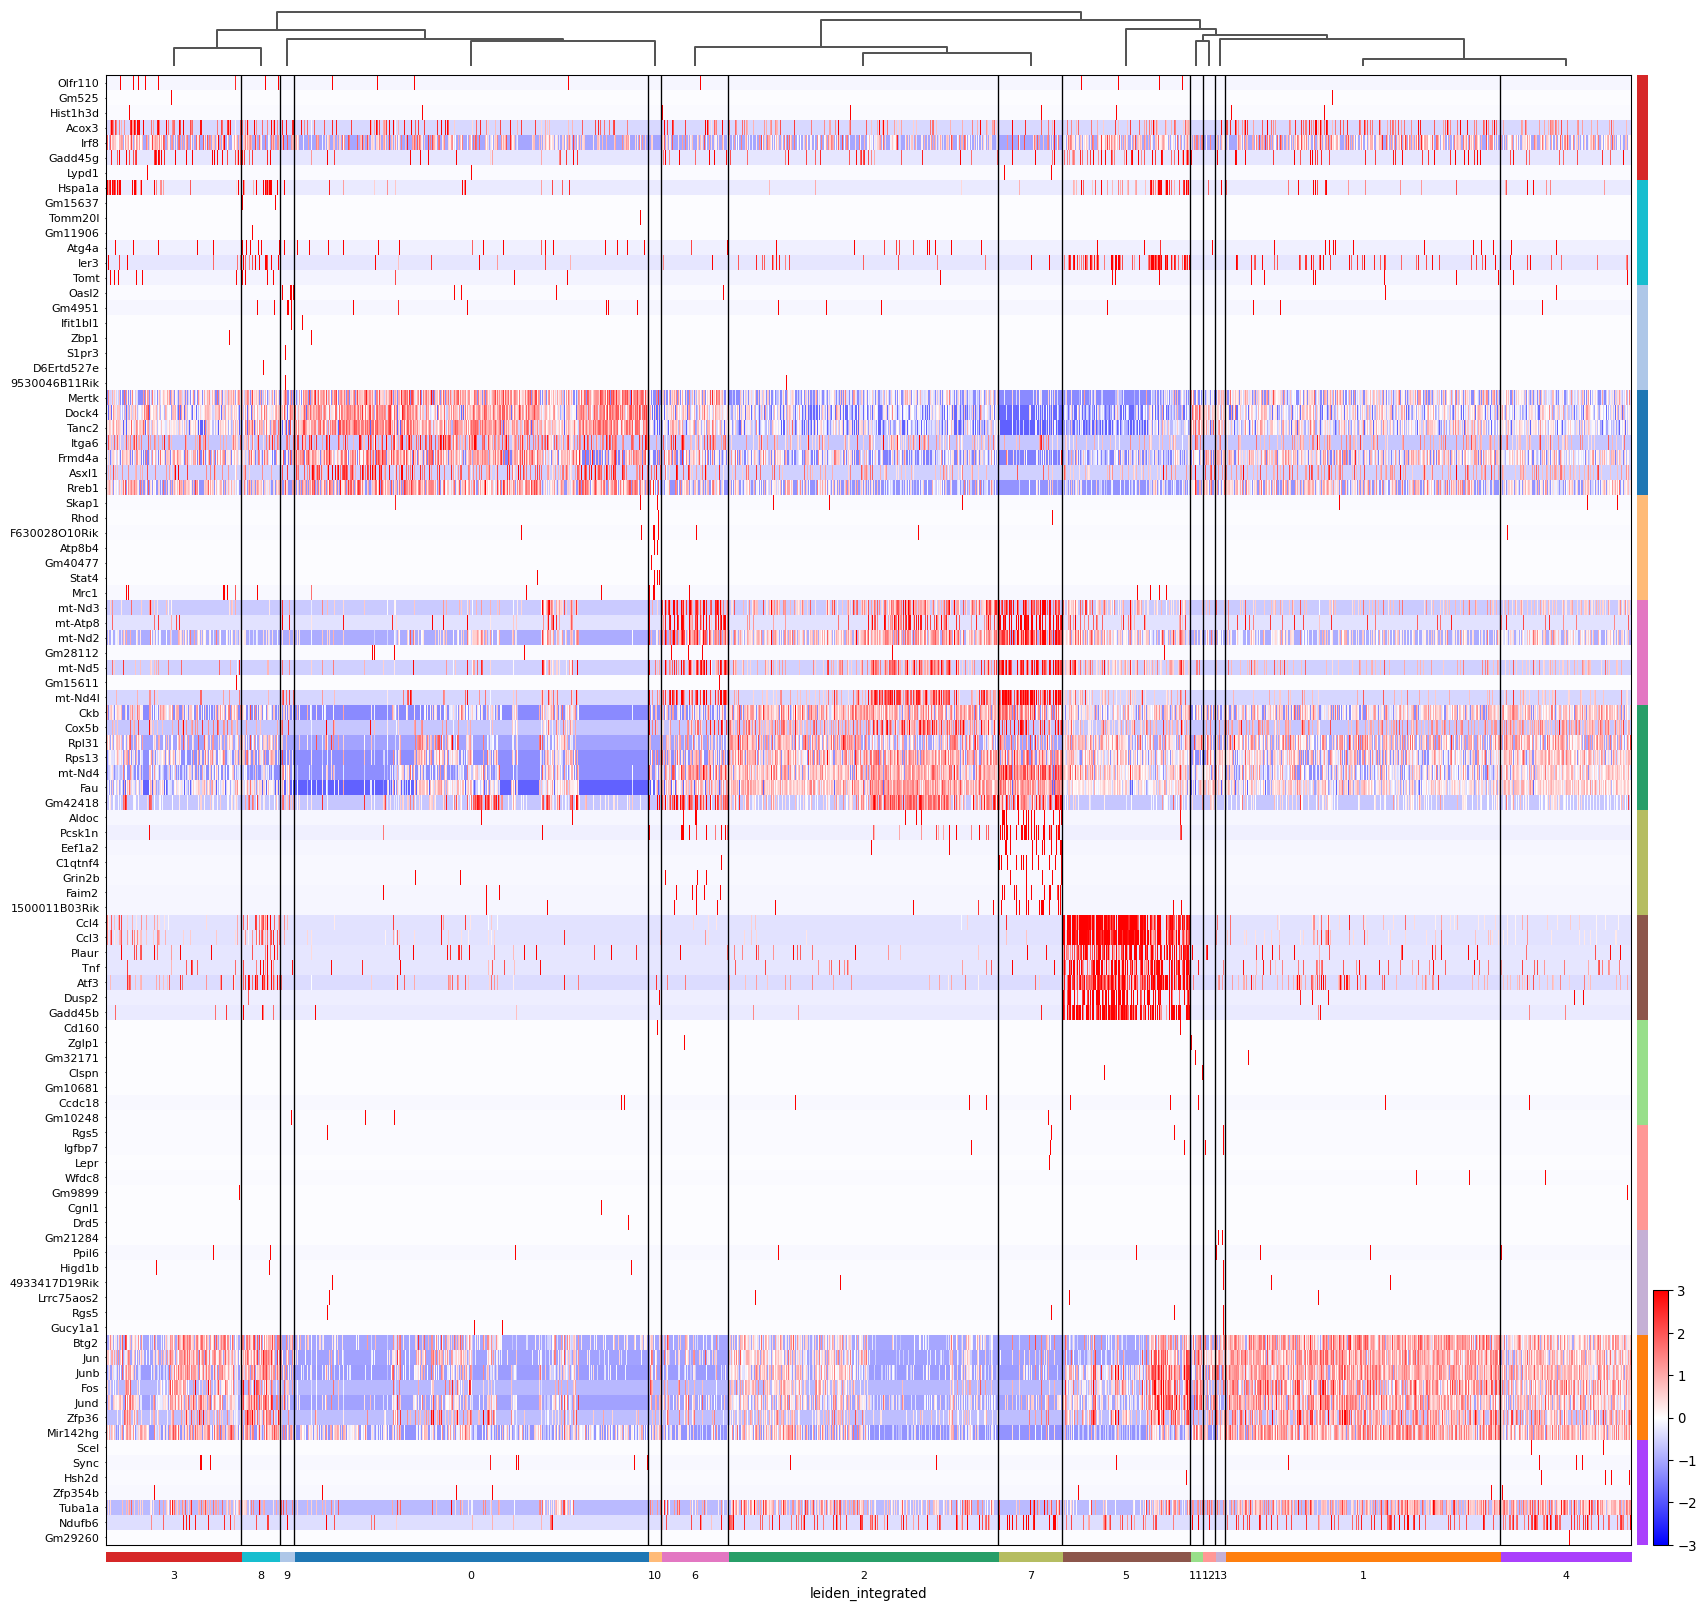 Olfr110
Gm525
Hist1h3d
Acox3
Irf8
Gadd45g
Lypd1
Hspa1a
Gm15637
Tomm20l
Gm11906
Atg4a
Ier3
Tomt
Oasl2
Gm4951
Ifit1bl1
Zbp1
S1pr3
D6Ertd527e
9530046B11Rik
Mertk
Dock4
Tanc2
Itga6
Frmd4a
Asxl1
Rreb1
Skap1
Rhod
F630028O10Rik
Atp8b4
Gm40477
Stat4
Mrc1
mt-Nd3
mt-Atp8
mt-Nd2
Gm28112
mt-Nd5
Gm15611
mt-Nd4l
Ckb
Cox5b
Rpl31
Rps13
mt-Nd4
Fau
Gm42418
Aldoc
Pcsk1n
Eef1a2
C1qtnf4
Grin2b
Faim2
1500011B03Rik
Ccl4
Ccl3
Plaur
Tnf
Atf3
Dusp2
Gadd45b
Cd160
Zglp1
Gm32171
Clspn
Gm10681
Ccdc18
Gm10248
Rgs5
Igfbp7
Lepr
Wfdc8
Gm9899
Cgnl1
Drd5
Gm21284
Ppil6
Higd1b
4933417D19Rik
Lrrc75aos2
Rgs5
Gucy1a1
Btg2
Jun
Junb
Fos
Jund
Zfp36
Mir142hg
Scel
Sync
Hsh2d
Zfp354b
Tuba1a
Ndufb6
Gm29260
3
2
1
0
−1
−2
−3
3 8 9 0 10 6 2 7 5 11 12 13 1 4
leiden_integrated